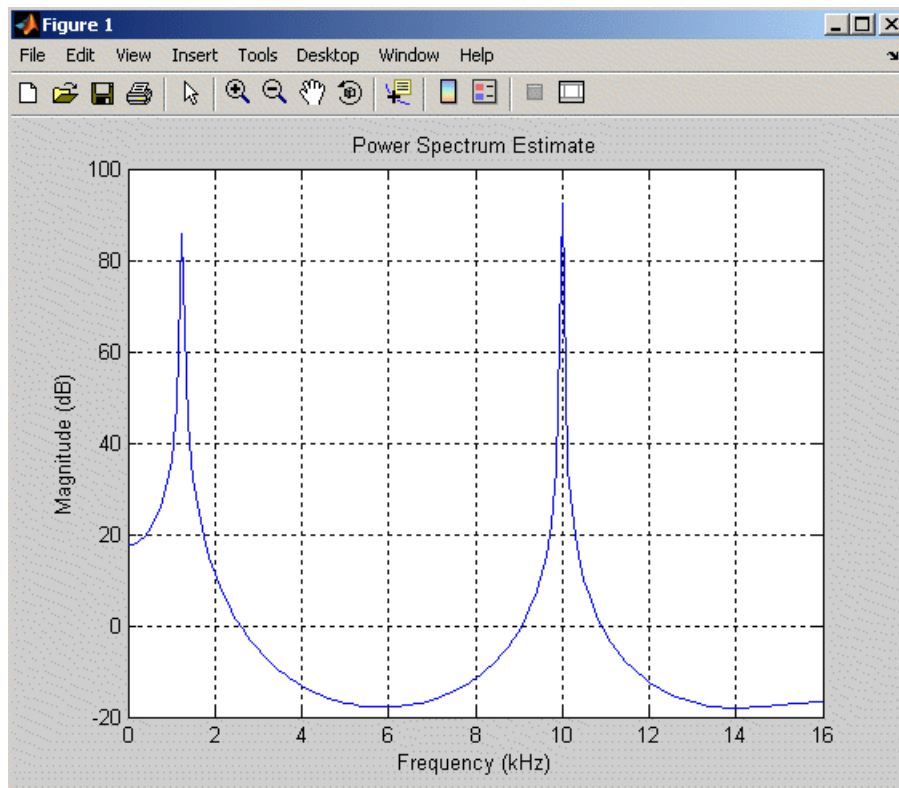 Figure 1
File Edit View Insert Tools Desktop Window Help
Power Spectrum Estimate
100
80
60
40
20
0
-20
Magnitude (dB)
0 2 4 6 8 10 12 14 16
Frequency (kHz)